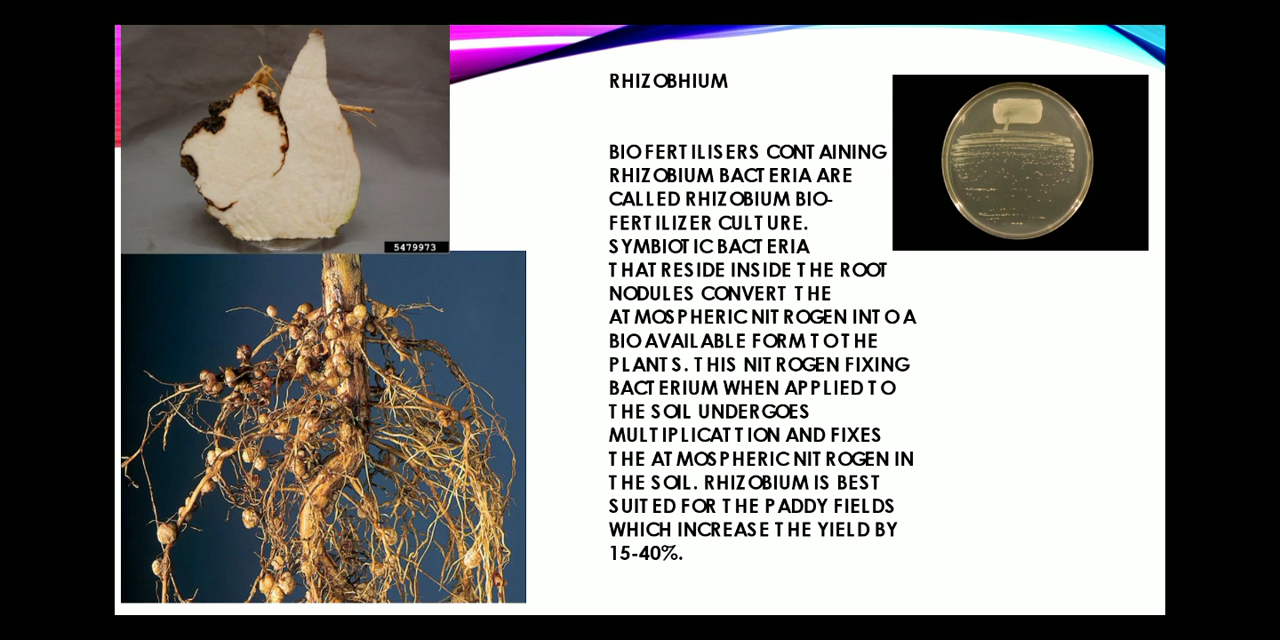 RHIZOBHIUM
BIOFERTILISERS CONTAINING
RHIZOBIUM BACTERIA ARE
CALLED RHIZOBIUM BIO-
FERTILIZER CULTURE.
SYMBIOTIC BACTERIA
THAT RESIDE INSIDE THE ROOT
NODULES CONVERT THE
ATMOSPHERIC NITROGEN INTO A
BIOAVAILABLE FORM TO THE
PLANTS. THIS NITROGEN FIXING
BACTERIUM WHEN APPLIED TO
THE SOIL UNDERGOES
MULTIPLICATTION AND FIXES
THE ATMOSPHERIC NITROGEN IN
THE SOIL. RHIZOBIUM IS BEST
SUITED FOR THE PADDY FIELDS
WHICH INCREASE THE YIELD BY
15-40%.
5479973